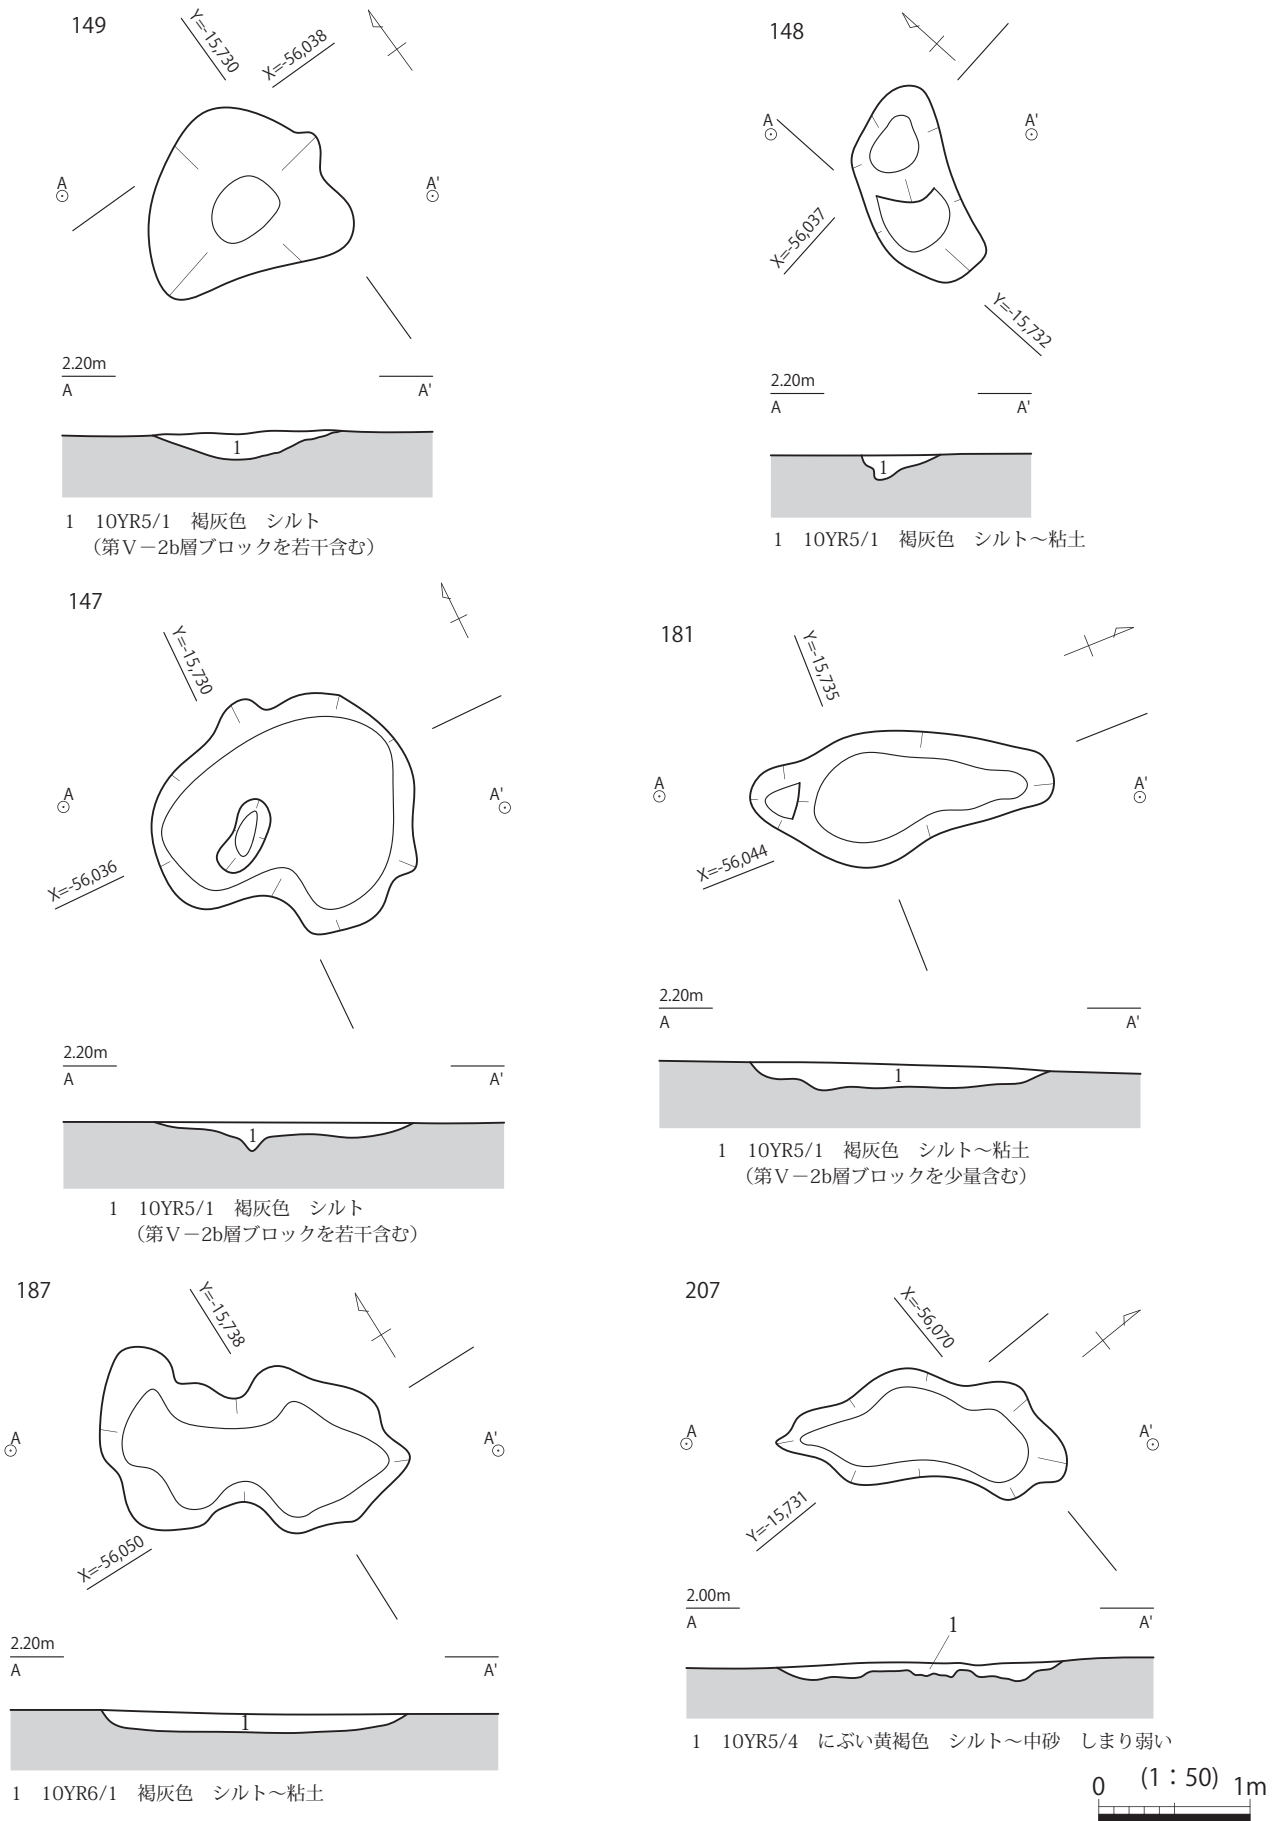 149
Y=-15,730
X=-56,038
A
A'
2.20m
A
A'
1
1　10YR5/1　褐灰色　シルト
（第Ⅴ－2b層ブロックを若干含む）
148
A
A'
X=-56,037
Y=-15,732
2.20m
A
A'
1
1　10YR5/1　褐灰色　シルト～粘土
147
Y=-15,730
A
A'
X=-56,036
2.20m
A
A'
1
1　10YR5/1　褐灰色　シルト
（第Ⅴ－2b層ブロックを若干含む）
181
Y=-15,735
A
A'
X=-56,044
2.20m
A
A'
1
1　10YR5/1　褐灰色　シルト～粘土
（第Ⅴ－2b層ブロックを少量含む）
187
Y=-15,738
A
A'
X=-56,050
2.20m
A
A'
1
1　10YR6/1　褐灰色　シルト～粘土
207
X=-56,070
A
A'
Y=-15,731
2.00m
A
A'
1
1　10YR5/4　にぶい黄褐色　シルト～中砂　しまり弱い
0　(1：50)　1m